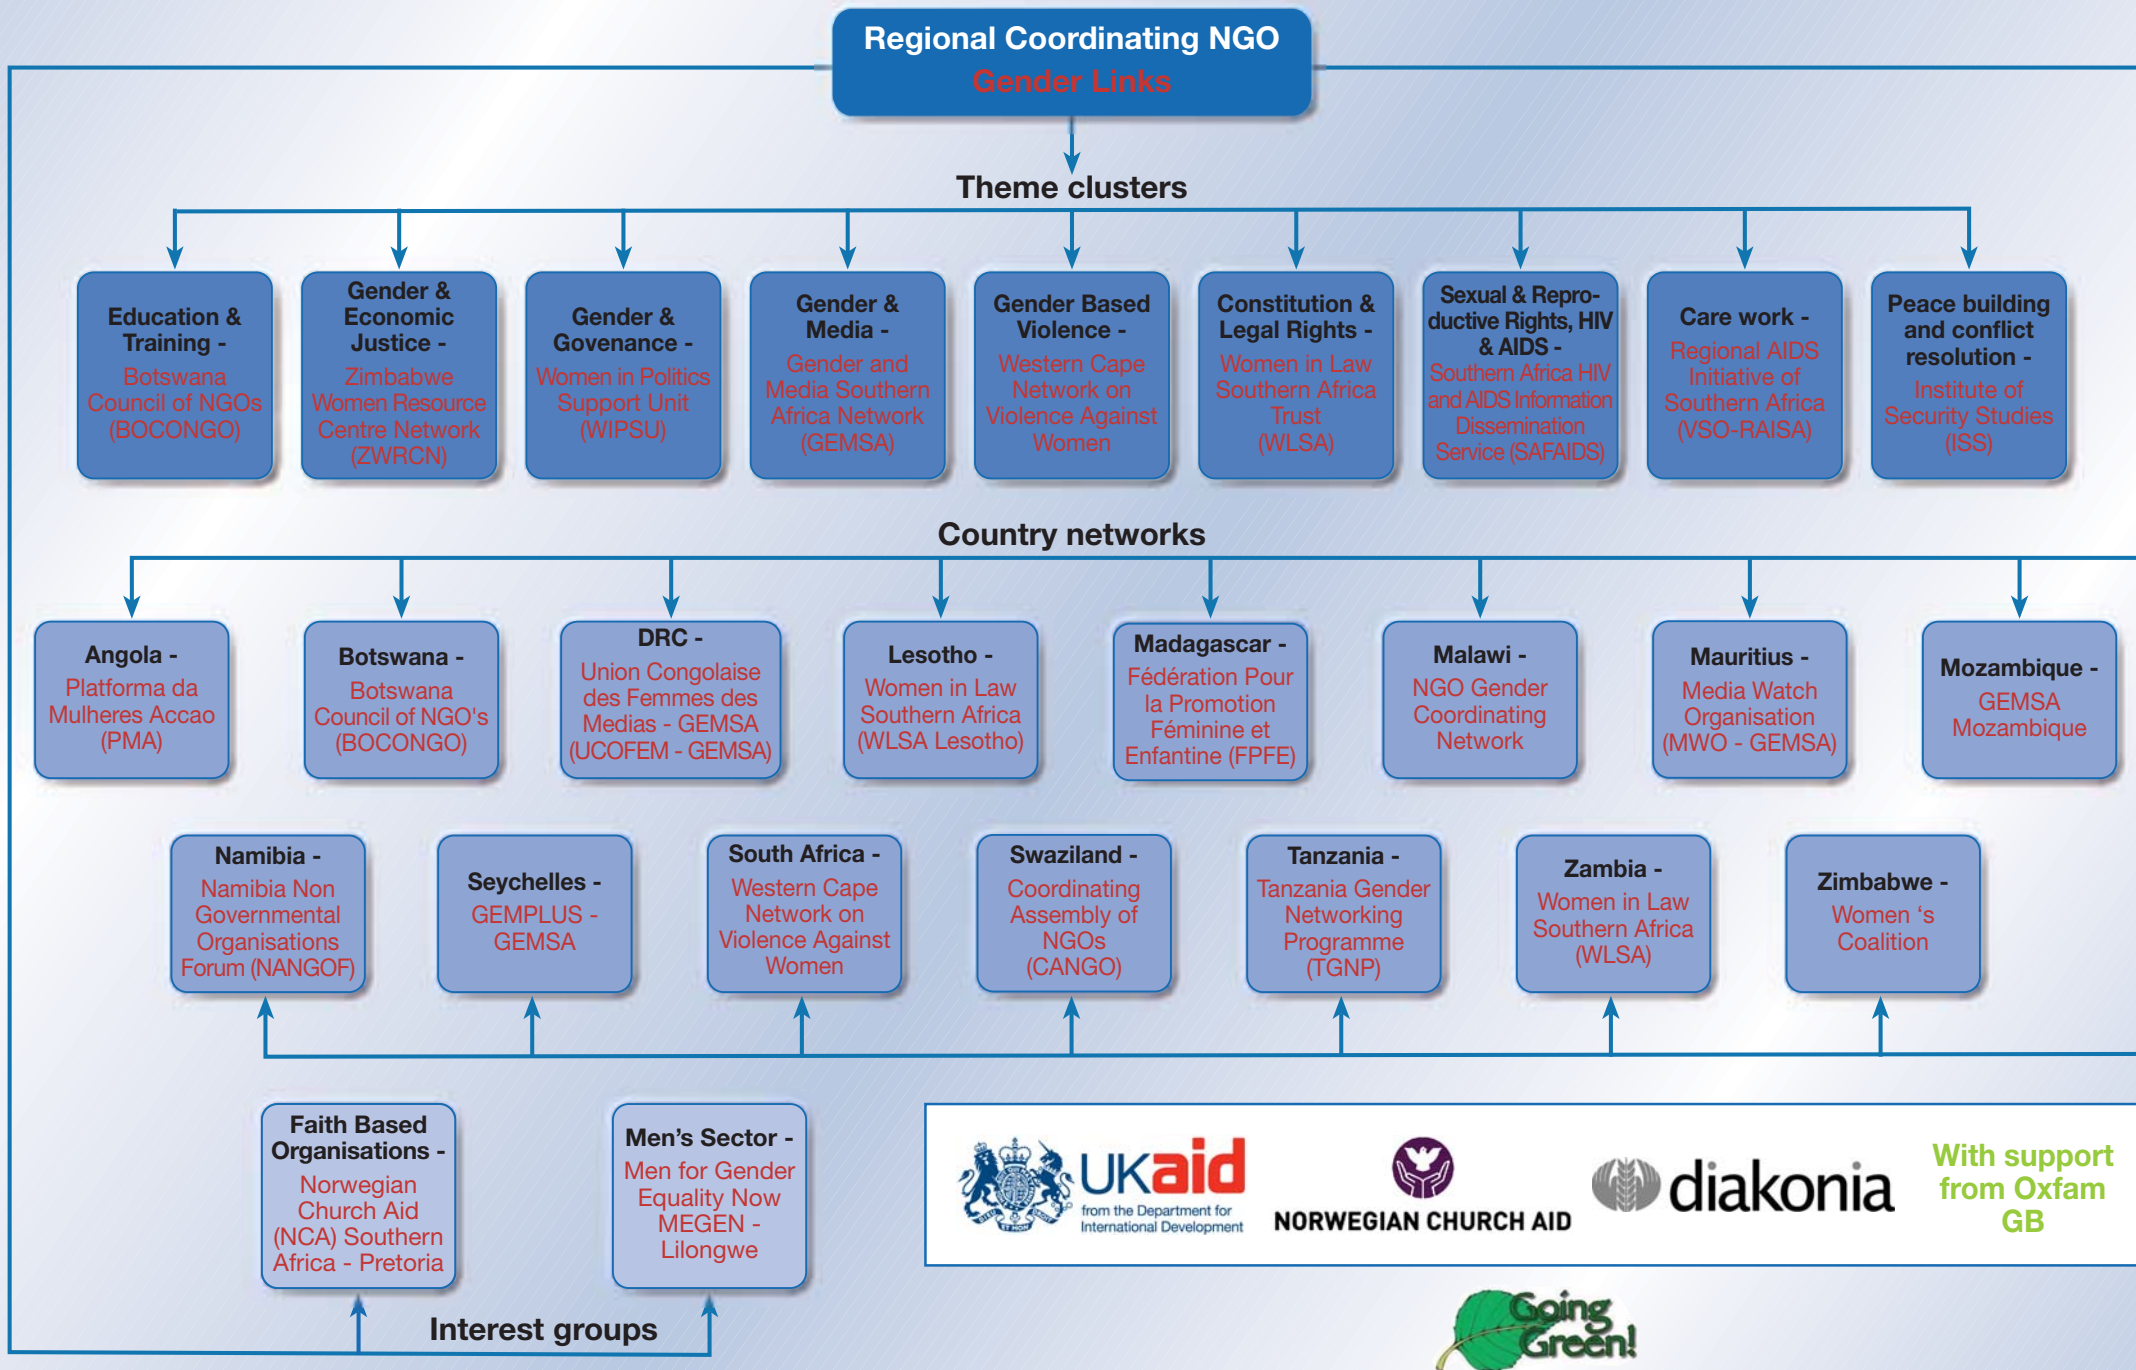 Regional Coordinating NGO
Gender Links
Theme clusters
Education &
Training -
Botswana
Council of NGOs
(BOCONGO)
Gender &
Economic
Justice -
Zimbabwe
Women Resource
Centre Network
(ZWRCN)
Gender &
Govenance -
Women in Politics
Support Unit
(WIPSU)
Gender &
Media -
Gender and
Media Southern
Africa Network
(GEMSA)
Gender Based
Violence -
Western Cape
Network on
Violence Against
Women
Constitution &
Legal Rights -
Women in Law
Southern Africa
Trust
(WLSA)
Sexual & Repro-
ductive Rights, HIV
& AIDS -
Southern Africa HIV
and AIDS Information
Dissemination
Service (SAFAIDS)
Care work -
Regional AIDS
Initiative of
Southern Africa
(VSO-RAISA)
Peace building
and conflict
resolution -
Institute of
Security Studies
(ISS)
Country networks
Angola -
Platforma da
Mulheres Accao
(PMA)
Botswana -
Botswana
Council of NGO's
(BOCONGO)
DRC -
Union Congolaise
des Femmes des
Medias - GEMSA
(UCOFEM - GEMSA)
Lesotho -
Women in Law
Southern Africa
(WLSA Lesotho)
Madagascar -
Fédération Pour
la Promotion
Féminine et
Enfantine (FPFE)
Malawi -
NGO Gender
Coordinating
Network
Mauritius -
Media Watch
Organisation
(MWO - GEMSA)
Mozambique -
GEMSA
Mozambique
Namibia -
Namibia Non
Governmental
Organisations
Forum (NANGOF)
Seychelles -
GEMPLUS -
GEMSA
South Africa -
Western Cape
Network on
Violence Against
Women
Swaziland -
Coordinating
Assembly of
NGOs
(CANGO)
Tanzania -
Tanzania Gender
Networking
Programme
(TGNP)
Zambia -
Women in Law
Southern Africa
(WLSA)
Zimbabwe -
Women ‘s
Coalition
Faith Based
Organisations -
Norwegian
Church Aid
(NCA) Southern
Africa - Pretoria
Men’s Sector -
Men for Gender
Equality Now
MEGEN -
Lilongwe
Interest groups
UKaid
from the Department for
International Development
NORWEGIAN CHURCH AID
diakonia
With support
from Oxfam
GB
Going
Green!